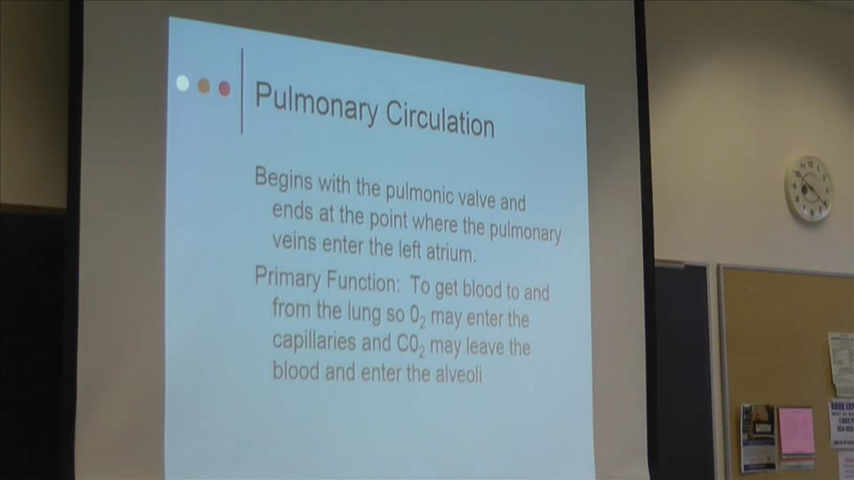 Pulmonary Circulation
Begins with the pulmonic valve and
ends at the point where the pulmonary
veins enter the left atrium.
Primary Function: To get blood to and
from the lung so 0₂ may enter the
capillaries and CO₂ may leave the
blood and enter the alveoli